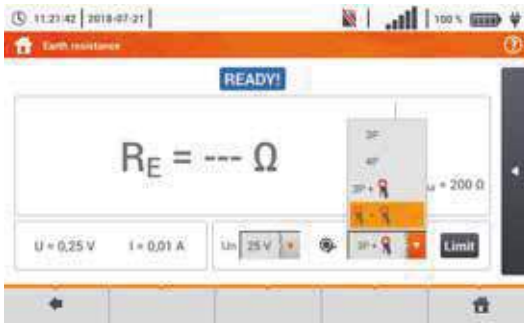 11:21:42 2018-07-21 100 %
Earth resistance
READY!
RE = --- Ω
3P
4P
3P +
+
= 200 Ω
U = 0,25 V I = 0,01 A Un 25 V 3P + Limit